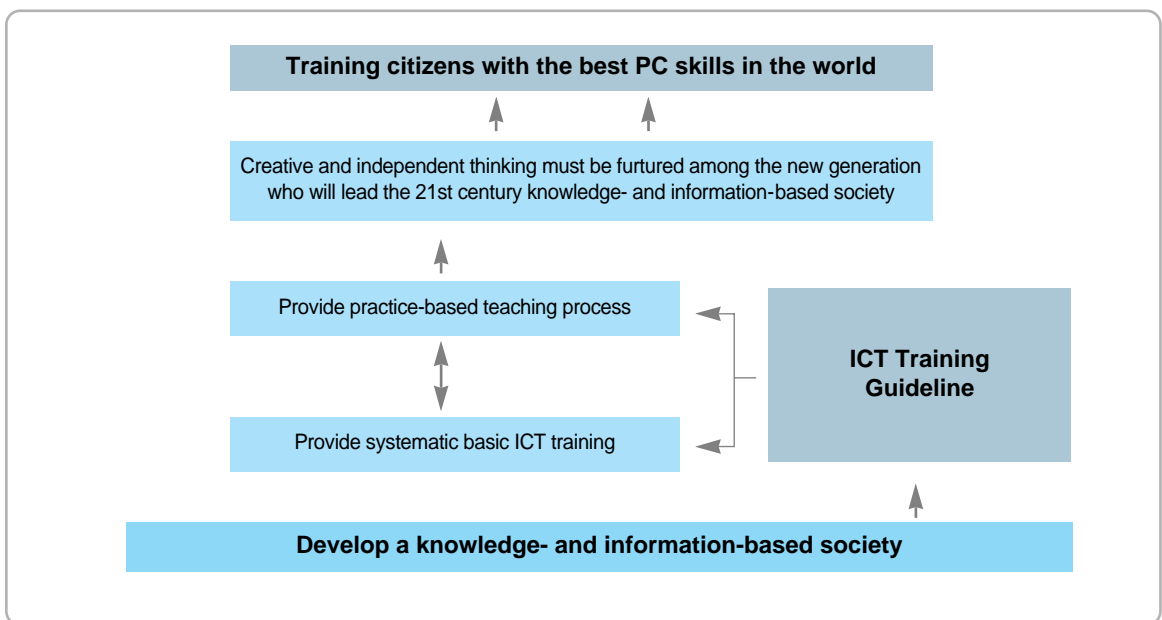 Training citizens with the best PC skills in the world
Creative and independent thinking must be furtured among the new generation
who will lead the 21st century knowledge- and information-based society
Provide practice-based teaching process
ICT Training
Guideline
Provide systematic basic ICT training
Develop a knowledge- and information-based society